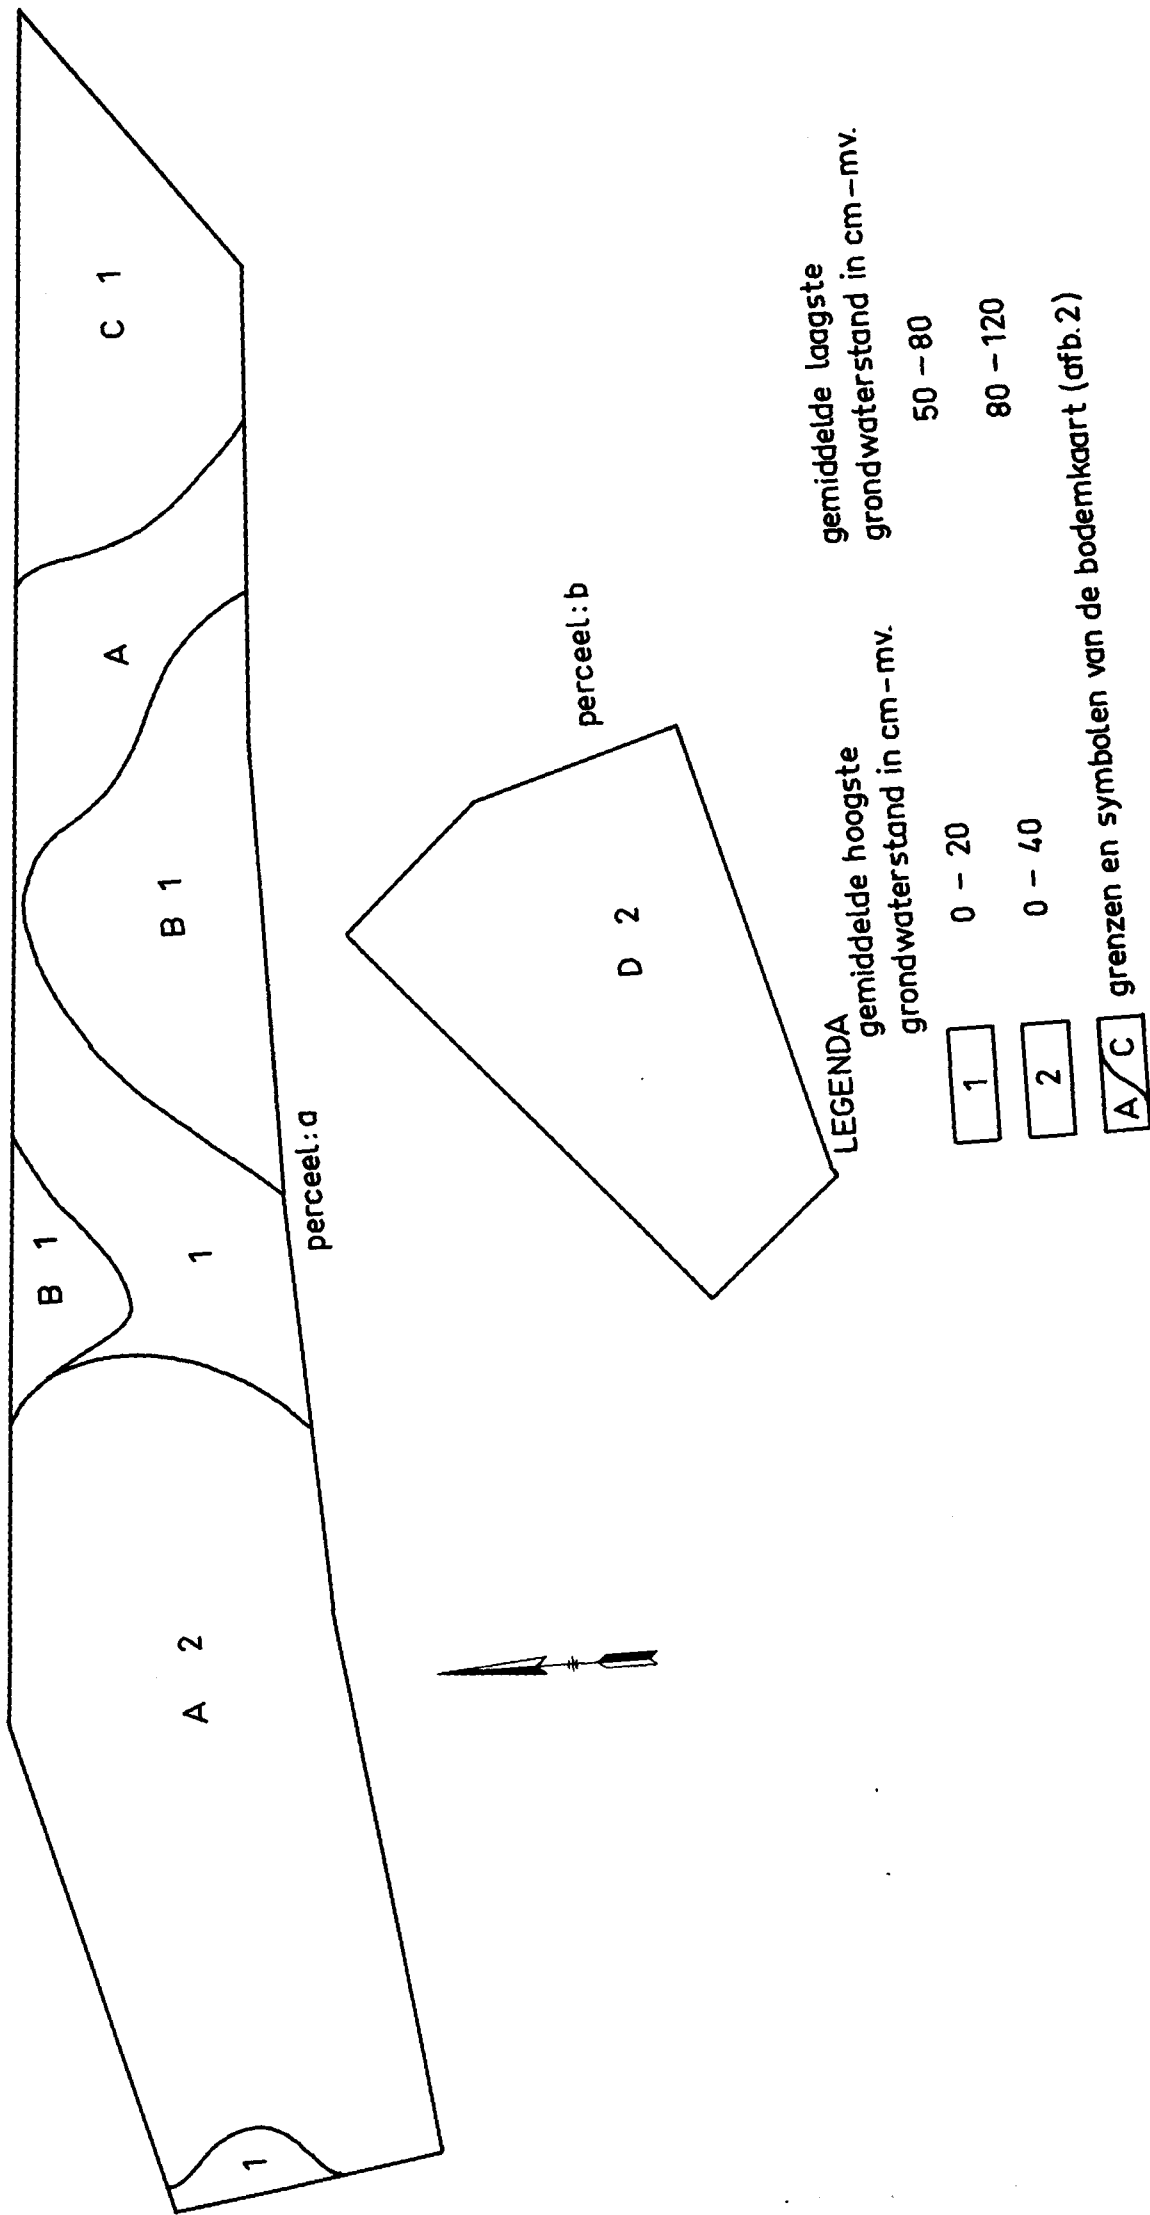 C 1
A
B 1
B 1
1
A 2
1
perceel:a
perceel:b
D 2
LEGENDA
gemiddelde hoogste
grondwaterstand in cm-mv.
gemiddelde laagste
grondwaterstand in cm-mv.
1 0 - 20 50 - 80
2 0 - 40 80 - 120
A C grenzen en symbolen van de bodemkaart (afb.2)